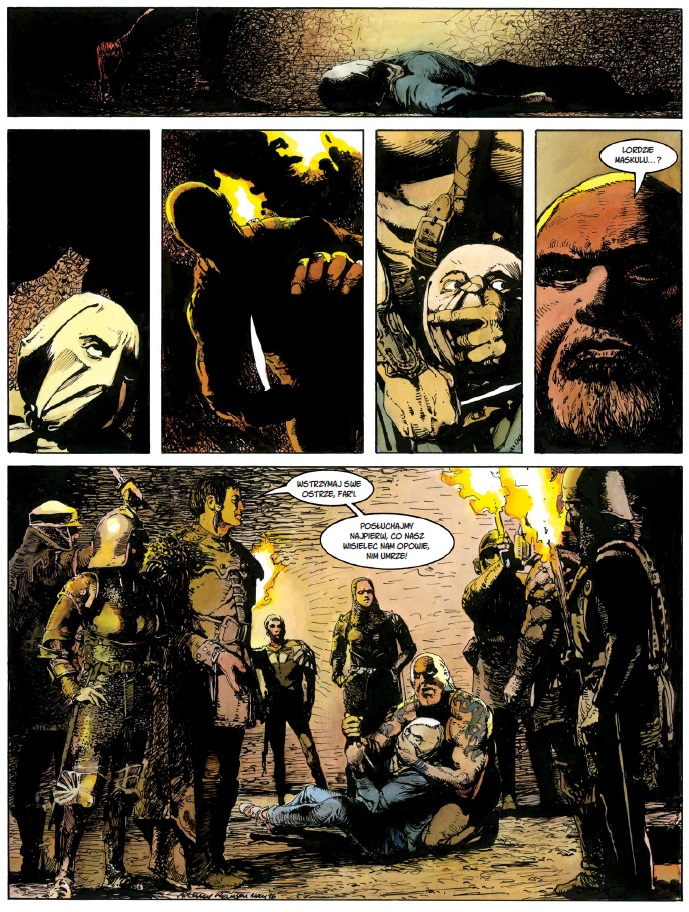 LORDZIE
MASKULU...?
WSTRZYMAJ SWE
OSTRZE, FAR'I.
POSŁUCHAJMY
NAJPIERW, CO NASZ
WISIELEC NAM OPOWIE,
NIM UMRZE!